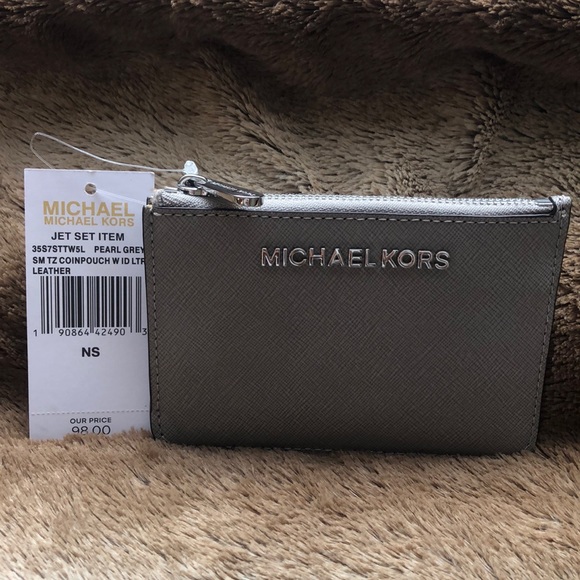 MICHAEL
MICHAEL KORS
JET SET ITEM
35S7STTW5L PEARL GREY
SM TZ COINPOUCH W ID LTR
LEATHER
1 90864 42490 3
NS
OUR PRICE
98.00
MICHAEL KORS